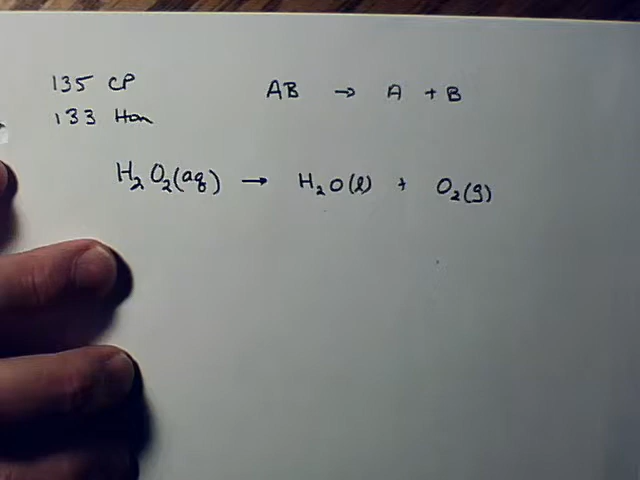 135 CP
133 Hon
AB → A + B
H₂O₂(aq) → H₂O(l) + O₂(g)